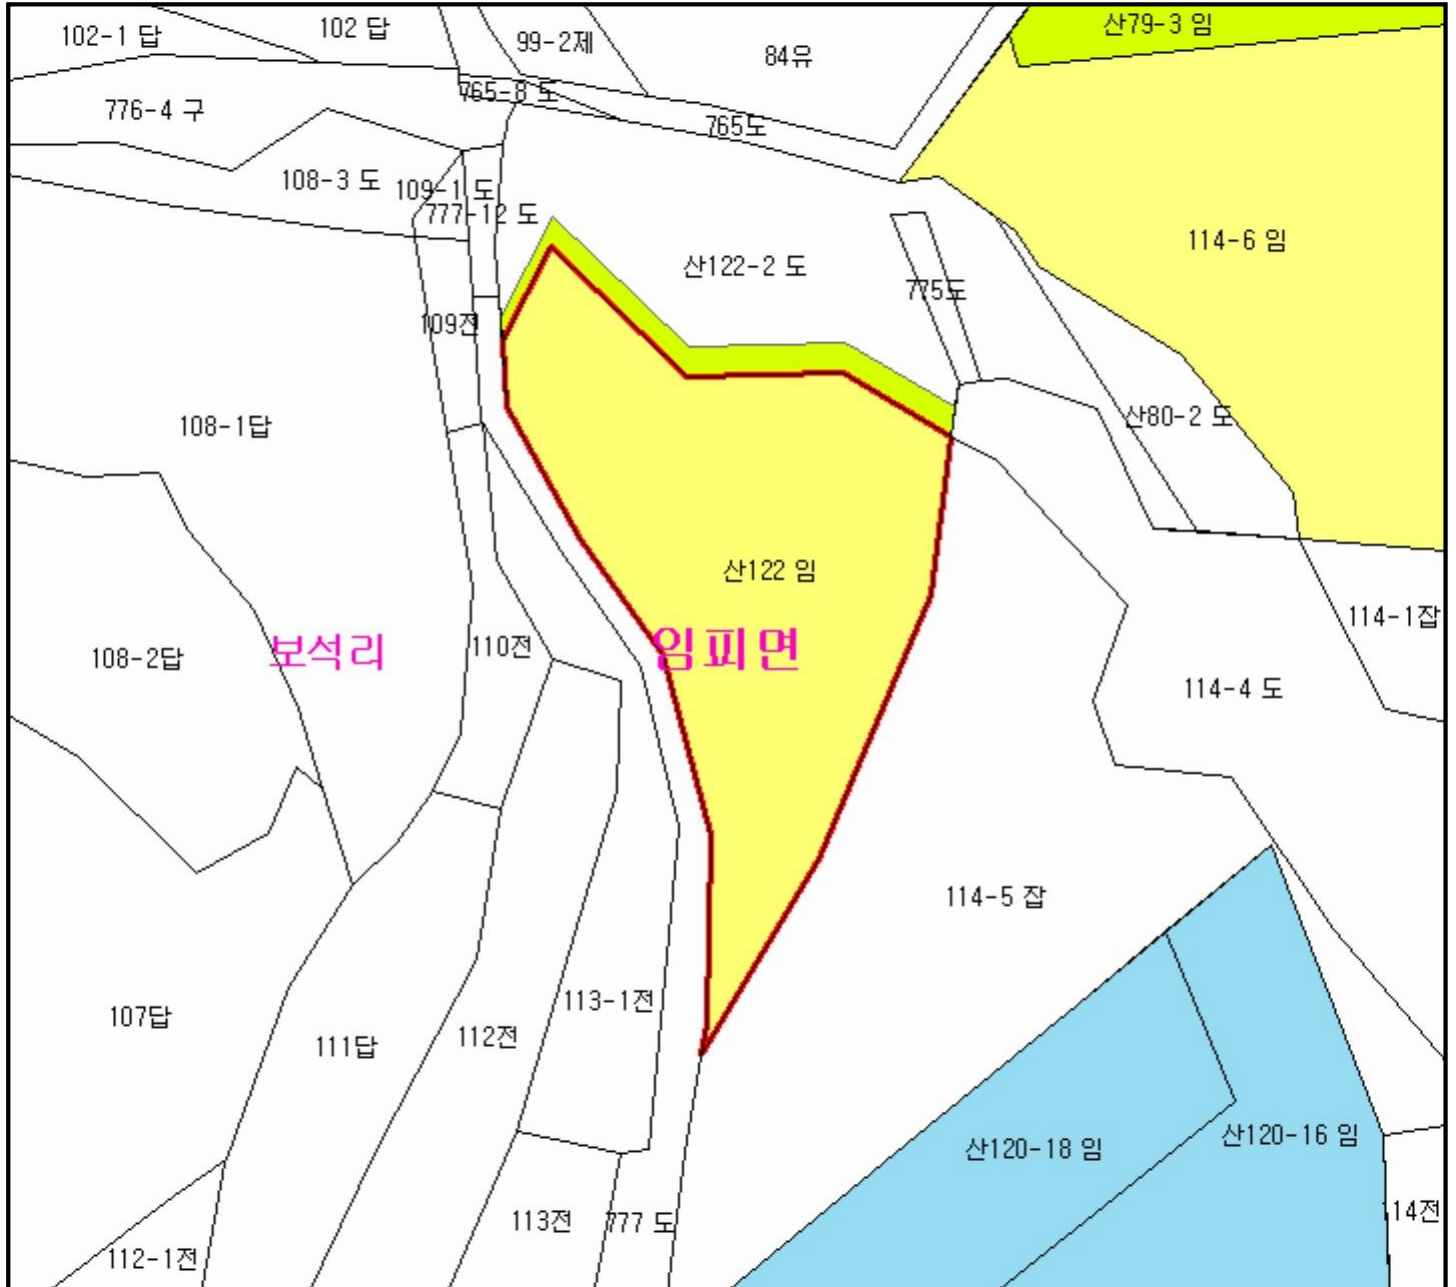 102-1 답
102 답
99-2제
84유
산79-3 임
776-4 구
765-8 도
765도
108-3 도
109-1 도
777-12 도
산122-2 도
114-6 임
775도
109전
108-1답
산80-2 도
산122 임
114-1잡
108-2답
보석리
110전
임피면
114-4 도
114-5 잡
107답
111답
112전
113-1전
산120-18 임
산120-16 임
112-1전
113전
777 도
114전